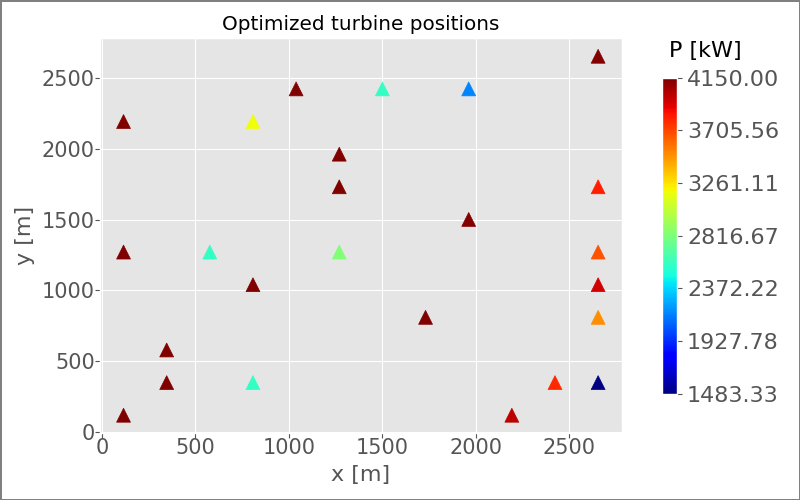 Optimized turbine positions
P [kW]
4150.00
3705.56
3261.11
2816.67
2372.22
1927.78
1483.33
y [m]
2500
2000
1500
1000
500
0
0 500 1000 1500 2000 2500
x [m]